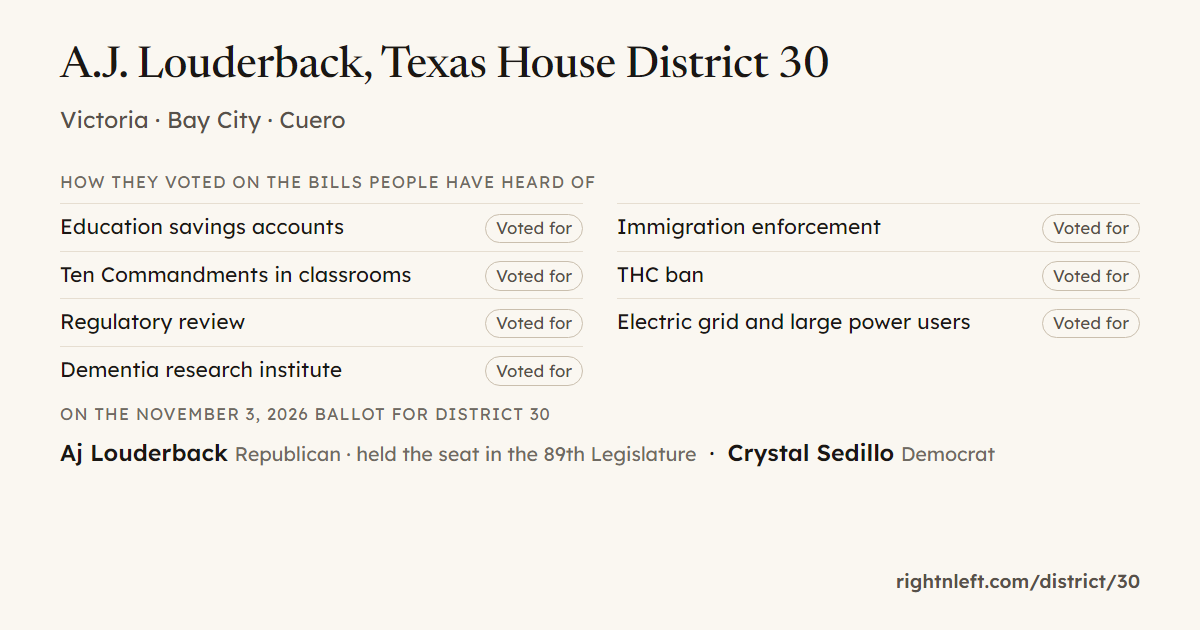 A.J. Louderback, Texas House District 30
Victoria · Bay City · Cuero
HOW THEY VOTED ON THE BILLS PEOPLE HAVE HEARD OF
Education savings accounts Voted for
Ten Commandments in classrooms Voted for
Regulatory review Voted for
Dementia research institute Voted for
Immigration enforcement Voted for
THC ban Voted for
Electric grid and large power users Voted for
ON THE NOVEMBER 3, 2026 BALLOT FOR DISTRICT 30
Aj Louderback Republican · held the seat in the 89th Legislature · Crystal Sedillo Democrat
rightnleft.com/district/30